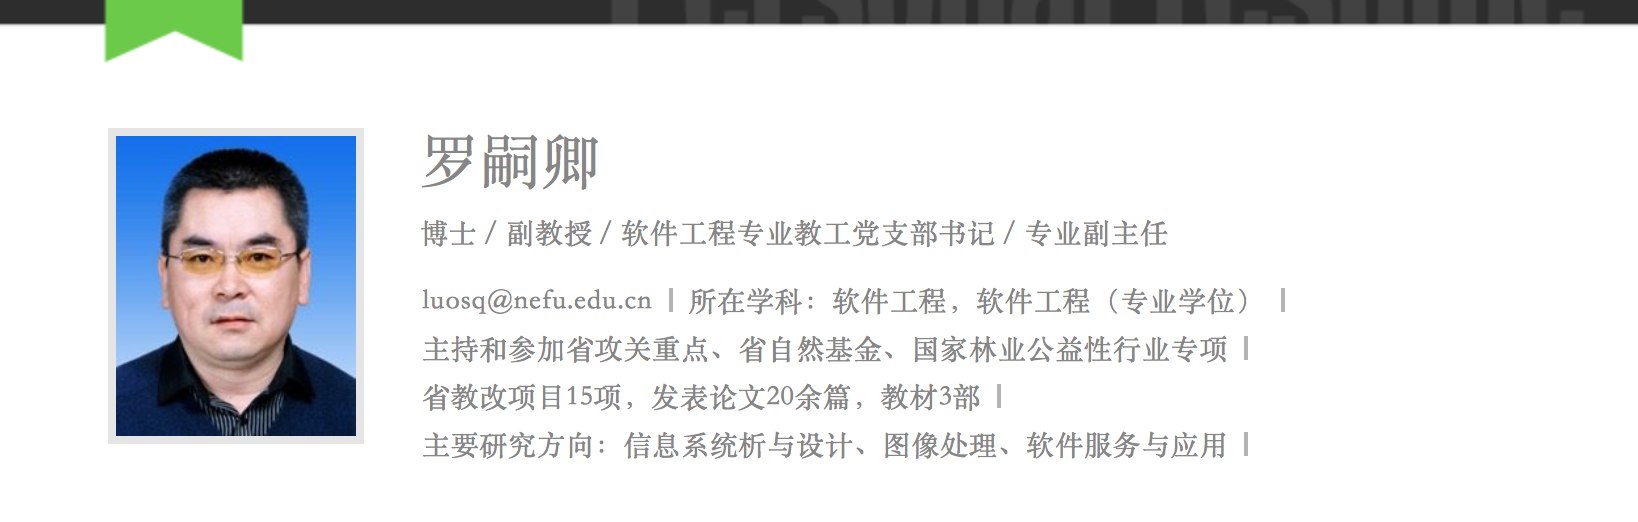 Personal resume
罗嗣卿
博士 / 副教授 / 软件工程专业教工党支部书记 / 专业副主任
luosq@nefu.edu.cn | 所在学科：软件工程，软件工程（专业学位） |
主持和参加省攻关重点、省自然基金、国家林业公益性行业专项 |
省教改项目15项，发表论文20余篇，教材3部 |
主要研究方向：信息系统析与设计、图像处理、软件服务与应用 |